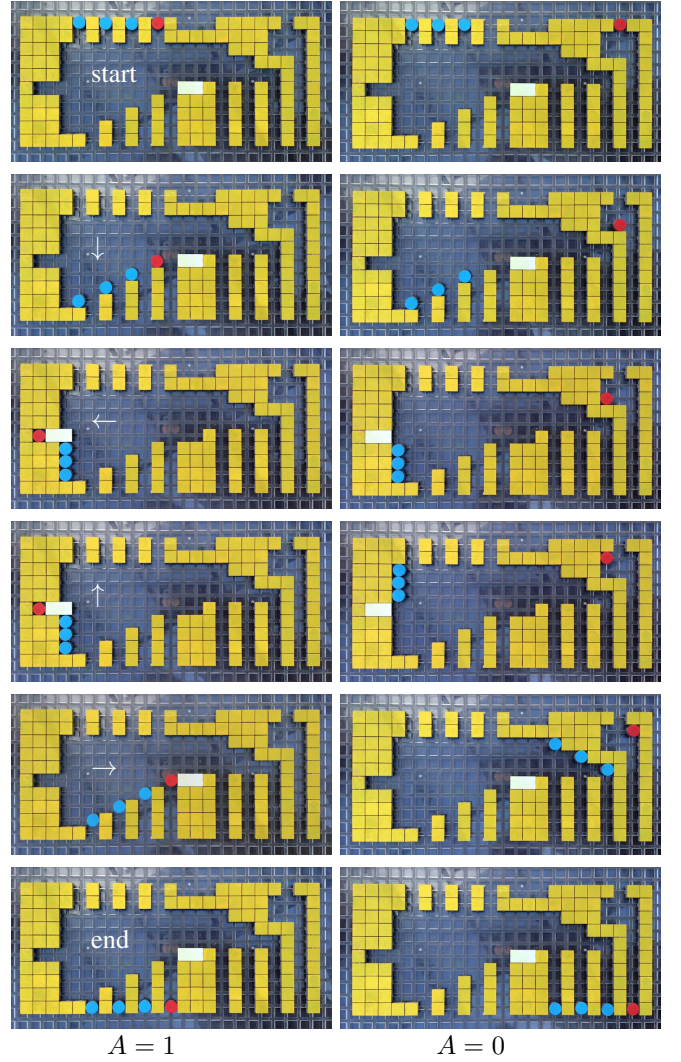 start
↓
←
↑
→
end
A = 1 A = 0